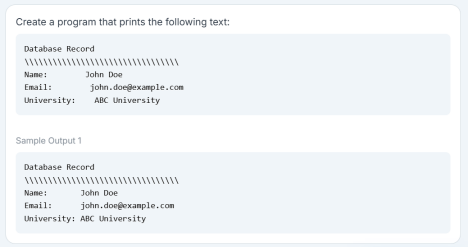 Create a program that prints the following text:
Database Record
\\\\\\\\\\\\\\\\\\\\\\\\\\\\\\\\\
Name:        John Doe
Email:        john.doe@example.com
University:    ABC University
Sample Output 1
Database Record
\\\\\\\\\\\\\\\\\\\\\\\\\\\\\\\\\
Name:       John Doe
Email:      john.doe@example.com
University: ABC University